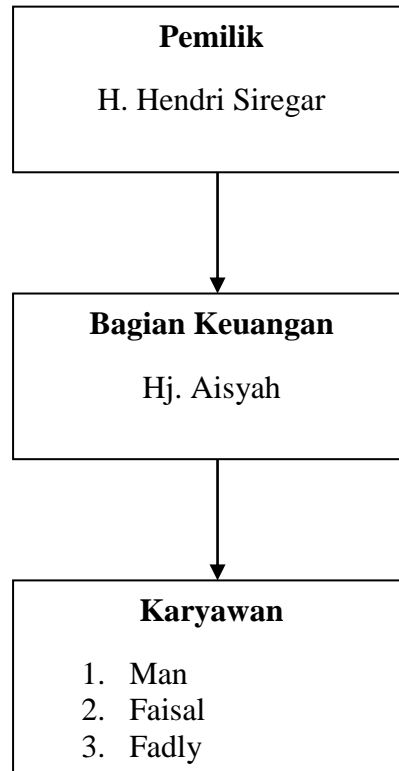 Pemilik
H. Hendri Siregar
Bagian Keuangan
Hj. Aisyah
Karyawan
1. Man
2. Faisal
3. Fadly